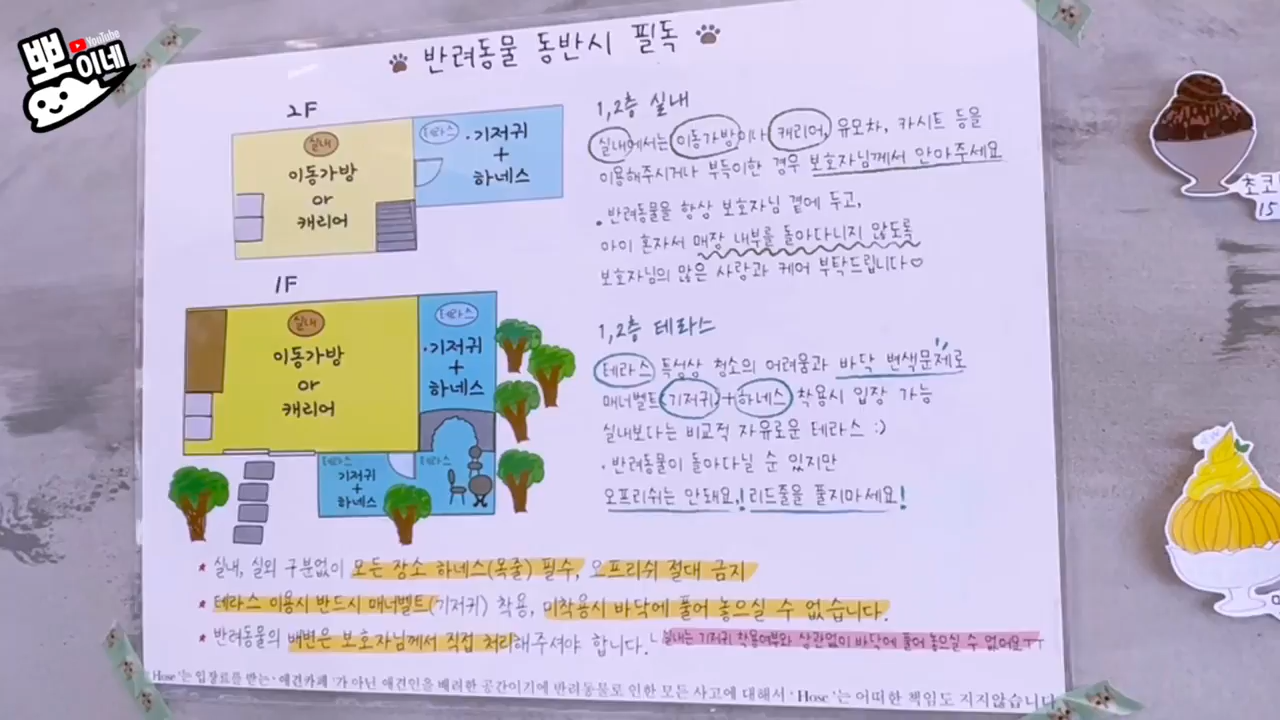 뽀이네
YouTube
반려동물 동반시 필독
2F
실내
이동가방
or
캐리어
테라스
·기저귀
+
하네스
1F
실내
이동가방
or
캐리어
테라스
·기저귀
+
하네스
테라스
기저귀
+
하네스
테라스
1,2층 실내
실내에서는 이동가방이나 캐리어, 유모차, 카시트 등을
이용해주시거나 부득이한 경우 보호자님께서 안아주세요
·반려동물을 항상 보호자님 곁에 두고,
아이 혼자서 매장 내부를 돌아다니지 않도록
보호자님의 많은 사랑과 케어 부탁드립니다♡
1,2층 테라스
테라스 특성상 청소의 어려움과 바닥 변색문제로
매너벨트(기저귀)+하네스 착용시 입장 가능
실내보다는 비교적 자유로운 테라스 :)
·반려동물이 돌아다닐 순 있지만
오프리쉬는 안돼요! 리드줄을 풀지마세요!
★ 실내, 실외 구분없이 모든 장소 하네스(목줄) 필수, 오프리쉬 절대 금지
★ 테라스 이용시 반드시 매너벨트(기저귀) 착용, 미착용시 바닥에 풀어 놓으실 수 없습니다.
★ 반려동물의 배변은 보호자님께서 직접 처리해주셔야 합니다.
실내는 기저귀 착용여부와 상관없이 바닥에 풀어 놓으실 수 없어요ㅜㅜ
Hose '는 입장료를 받는 · 애견카페 '가 아닌 애견인을 배려한 공간이기에 반려동물로 인한 모든 사고에 대해서 · Hose '는 어떠한 책임도 지지않습니다
초코
15